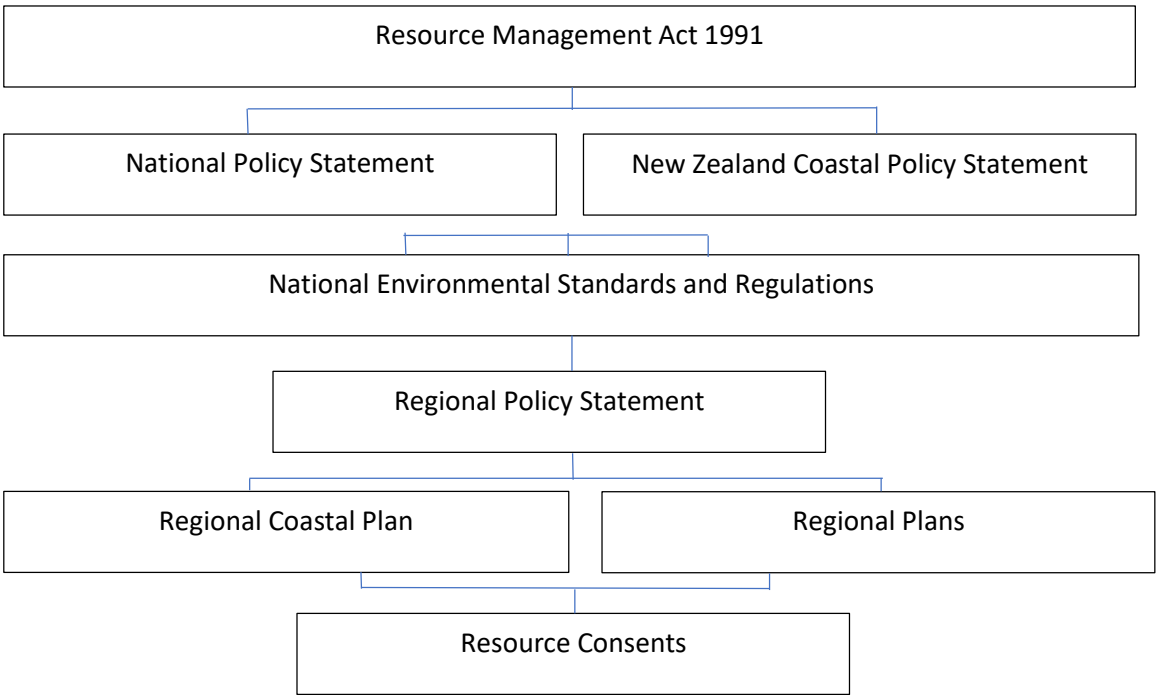 Resource Management Act 1991
National Policy Statement
New Zealand Coastal Policy Statement
National Environmental Standards and Regulations
Regional Policy Statement
Regional Coastal Plan
Regional Plans
Resource Consents